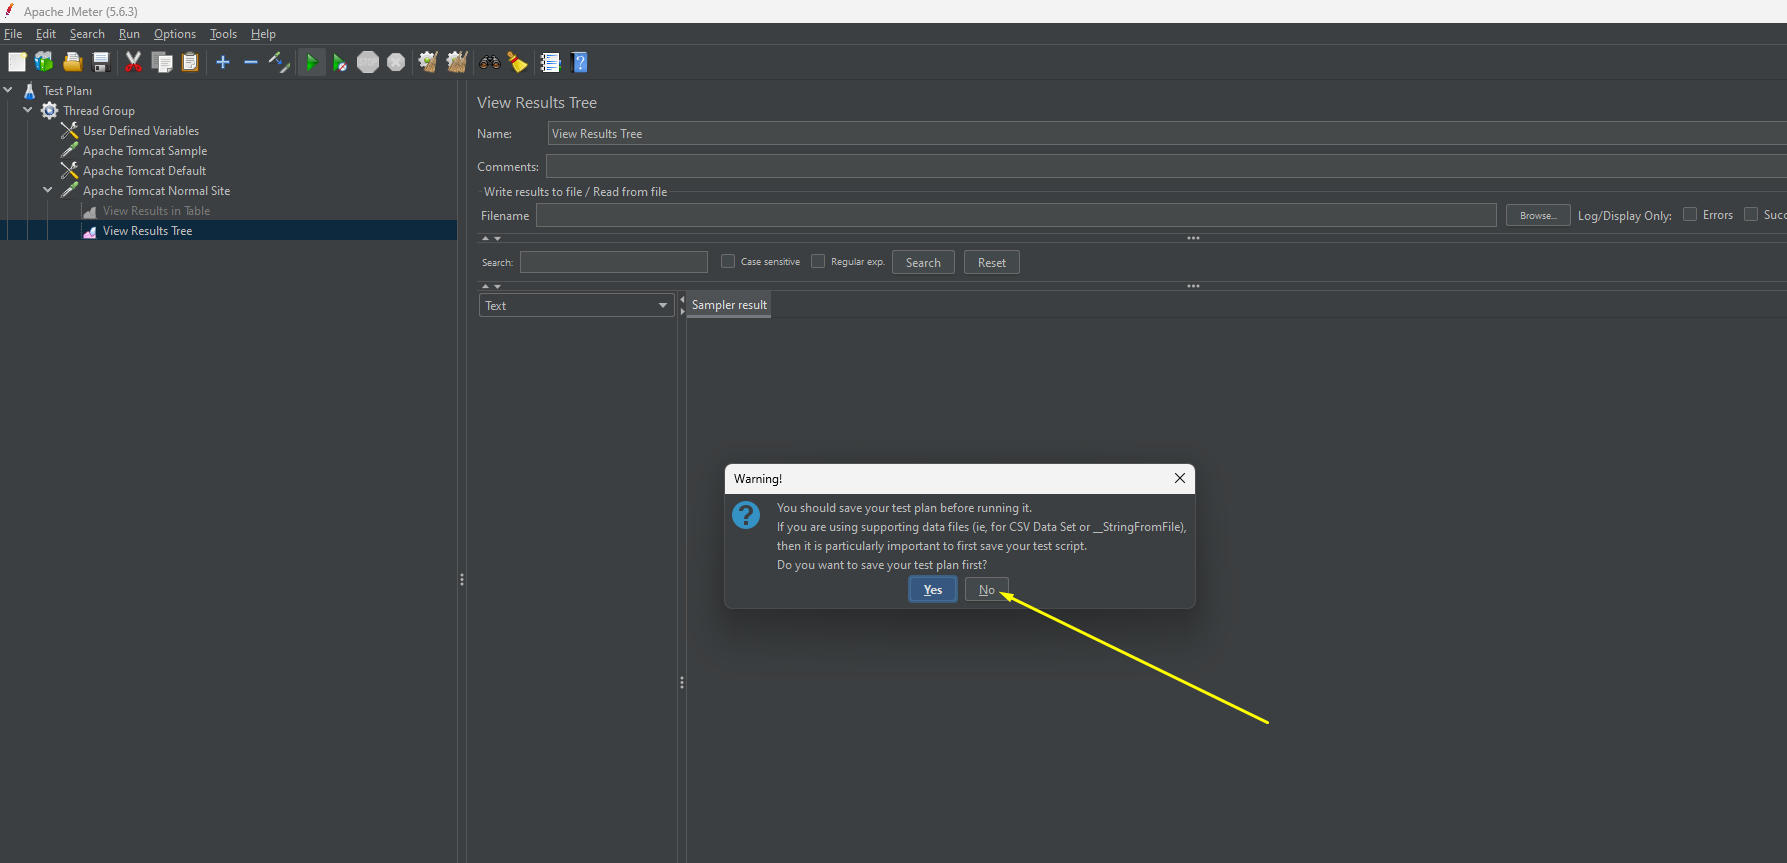 Apache JMeter (5.6.3)
File Edit Search Run Options Tools Help
STOP
Test Plan
Thread Group
User Defined Variables
Apache Tomcat Sample
Apache Tomcat Default
Apache Tomcat Normal Site
View Results in Table
View Results Tree
View Results Tree
Name: View Results Tree
Comments:
Write results to file / Read from file
Filename Browse... Log/Display Only: Errors Succ
Search: Case sensitive Regular exp. Search Reset
Text Sampler result
Warning!
You should save your test plan before running it.
If you are using supporting data files (ie, for CSV Data Set or __StringFromFile),
then it is particularly important to first save your test script.
Do you want to save your test plan first?
Yes No